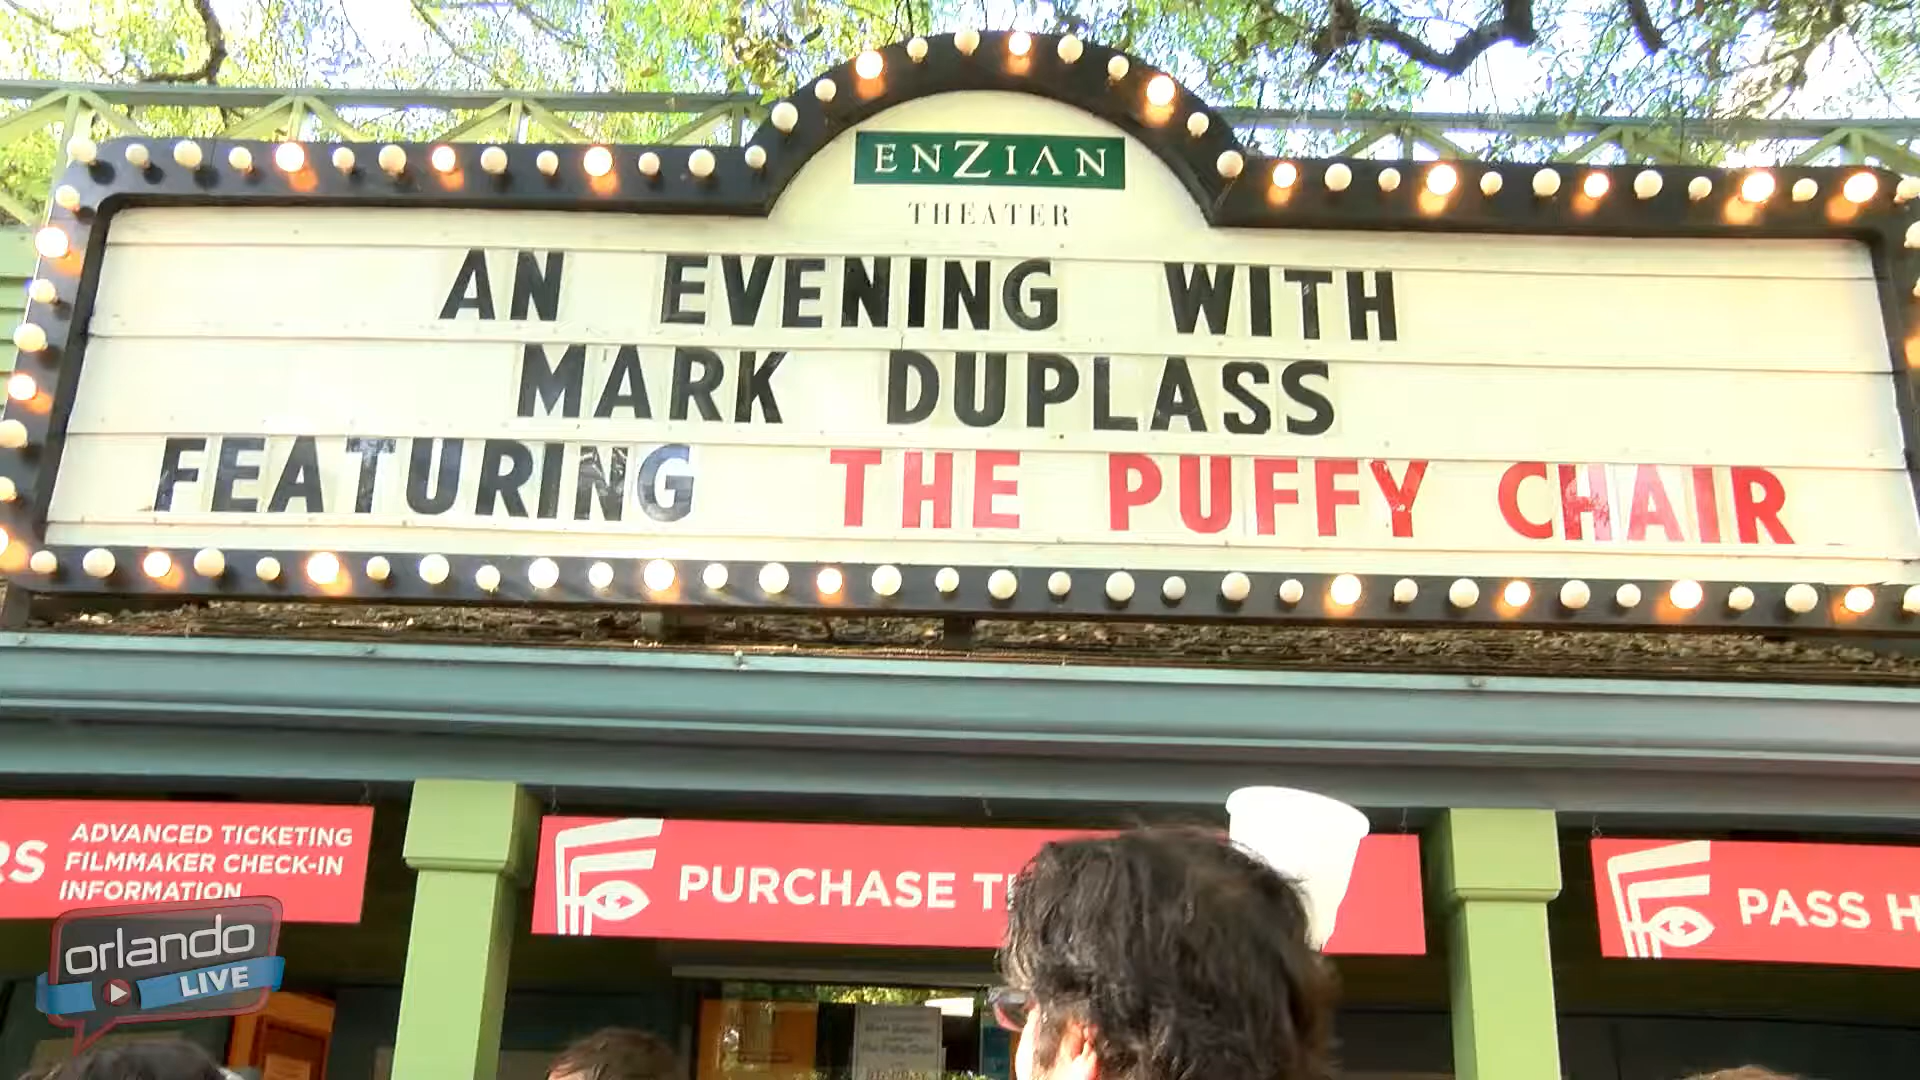 ENZIAN
THEATER
AN EVENING WITH
MARK DUPLASS
FEATURING THE PUFFY CHAIR
RS
ADVANCED TICKETING
FILMMAKER CHECK-IN
INFORMATION
PURCHASE
PASS
orlando
LIVE